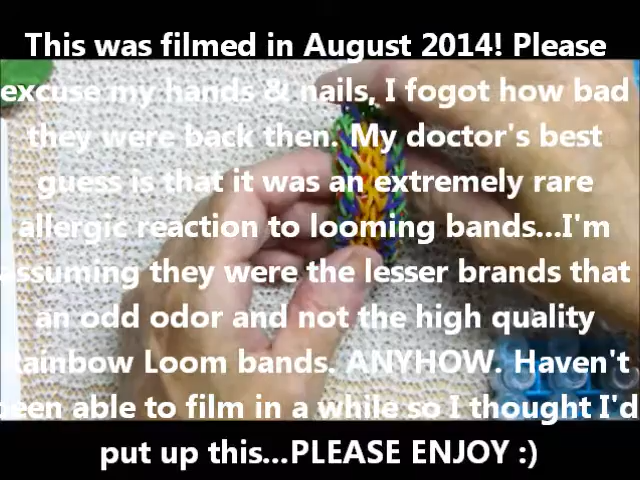 This was filmed in August 2014! Please
excuse my hands & nails, I fogot how bad
they were back then. My doctor's best
guess is that it was an extremely rare
allergic reaction to looming bands...I'm
assuming they were the lesser brands that
an odd odor and not the high quality
Rainbow Loom bands. ANYHOW. Haven't
been able to film in a while so I thought I'd
put up this...PLEASE ENJOY :)